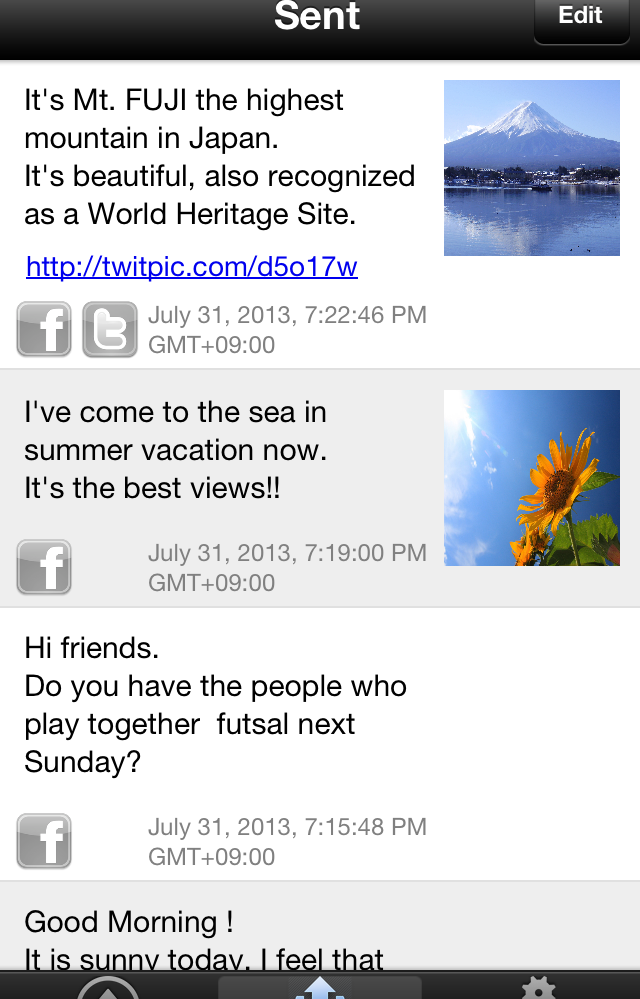 Sent
Edit
It's Mt. FUJI the highest
mountain in Japan.
It's beautiful, also recognized
as a World Heritage Site.
http://twitpic.com/d5o17w
July 31, 2013, 7:22:46 PM
GMT+09:00
I've come to the sea in
summer vacation now.
It's the best views!!
July 31, 2013, 7:19:00 PM
GMT+09:00
Hi friends.
Do you have the people who
play together  futsal next
Sunday?
July 31, 2013, 7:15:48 PM
GMT+09:00
Good Morning !
It is sunny today. I feel that